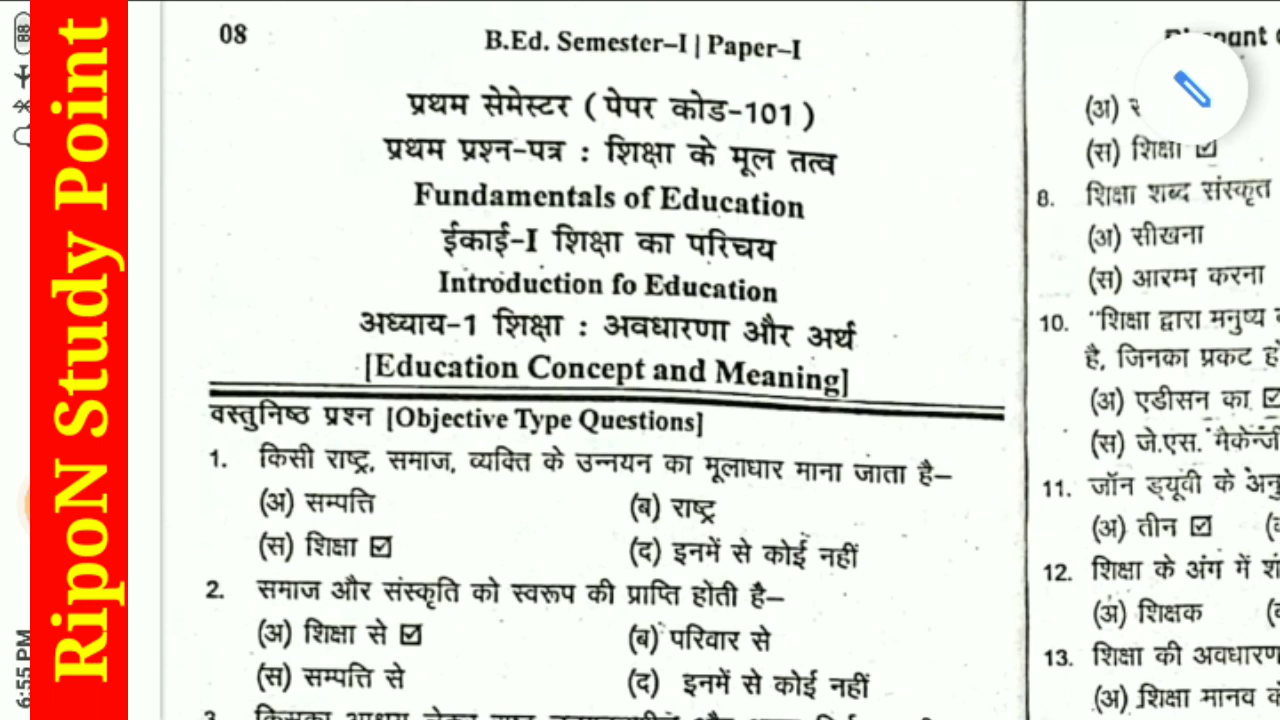 88
6:55 PM
RipoN Study Point
08
B.Ed. Semester–I | Paper–I
प्रथम सेमेस्टर ( पेपर कोड-101 )
प्रथम प्रश्न-पत्र : शिक्षा के मूल तत्व
Fundamentals of Education
ईकाई-I शिक्षा का परिचय
Introduction fo Education
अध्याय-1 शिक्षा : अवधारणा और अर्थ
[Education Concept and Meaning]
वस्तुनिष्ठ प्रश्न [Objective Type Questions]
1. किसी राष्ट्र, समाज, व्यक्ति के उन्नयन का मूलाधार माना जाता है–
(अ) सम्पत्ति (ब) राष्ट्र
(स) शिक्षा ☑ (द) इनमें से कोई नहीं
2. समाज और संस्कृति को स्वरूप की प्राप्ति होती है–
(अ) शिक्षा से ☑ (ब) परिवार से
(स) सम्पत्ति से (द) इनमें से कोई नहीं
3.
(अ)
(स) शिक्षा ☑
8. शिक्षा शब्द संस्कृत
(अ) सीखना
(स) आरम्भ करना
10. “शिक्षा द्वारा मनुष्य
है, जिनका प्रकट
(अ) एडीसन का ☑
(स) जे.एस. मैकेन्जी
11. जॉन ड्यूवी के
(अ) तीन ☑
12. शिक्षा के अंग में
(अ) शिक्षक
13. शिक्षा की
(अ) शिक्षा मानव